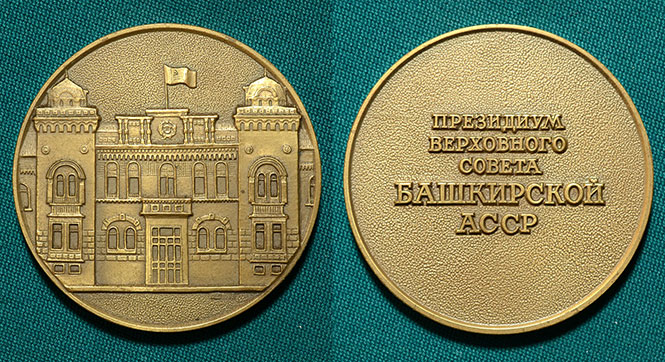 ПРЕЗИДИУМ
ВЕРХОВНОГО
СОВЕТА
БАШКИРСКОЙ
АССР